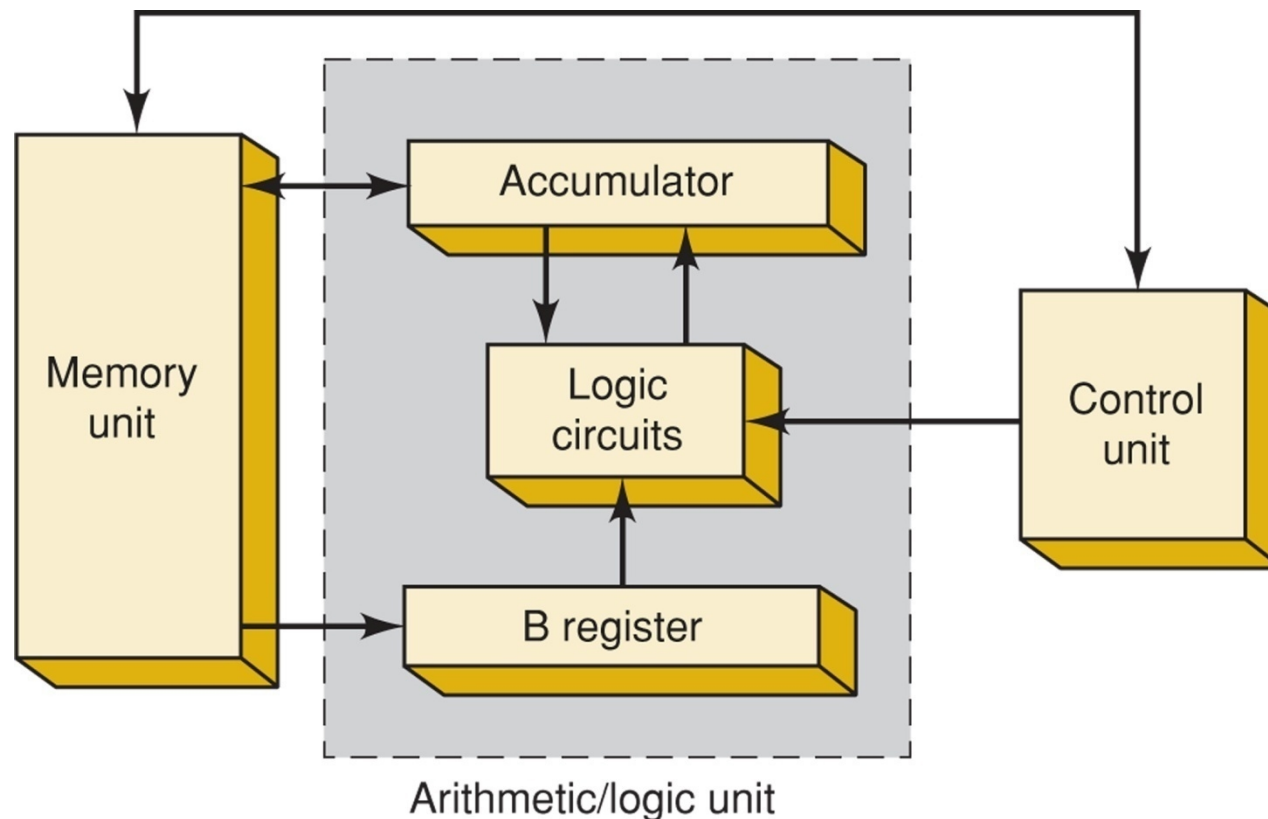 Accumulator
Memory
unit
Logic
circuits
Control
unit
B register
Arithmetic/logic unit